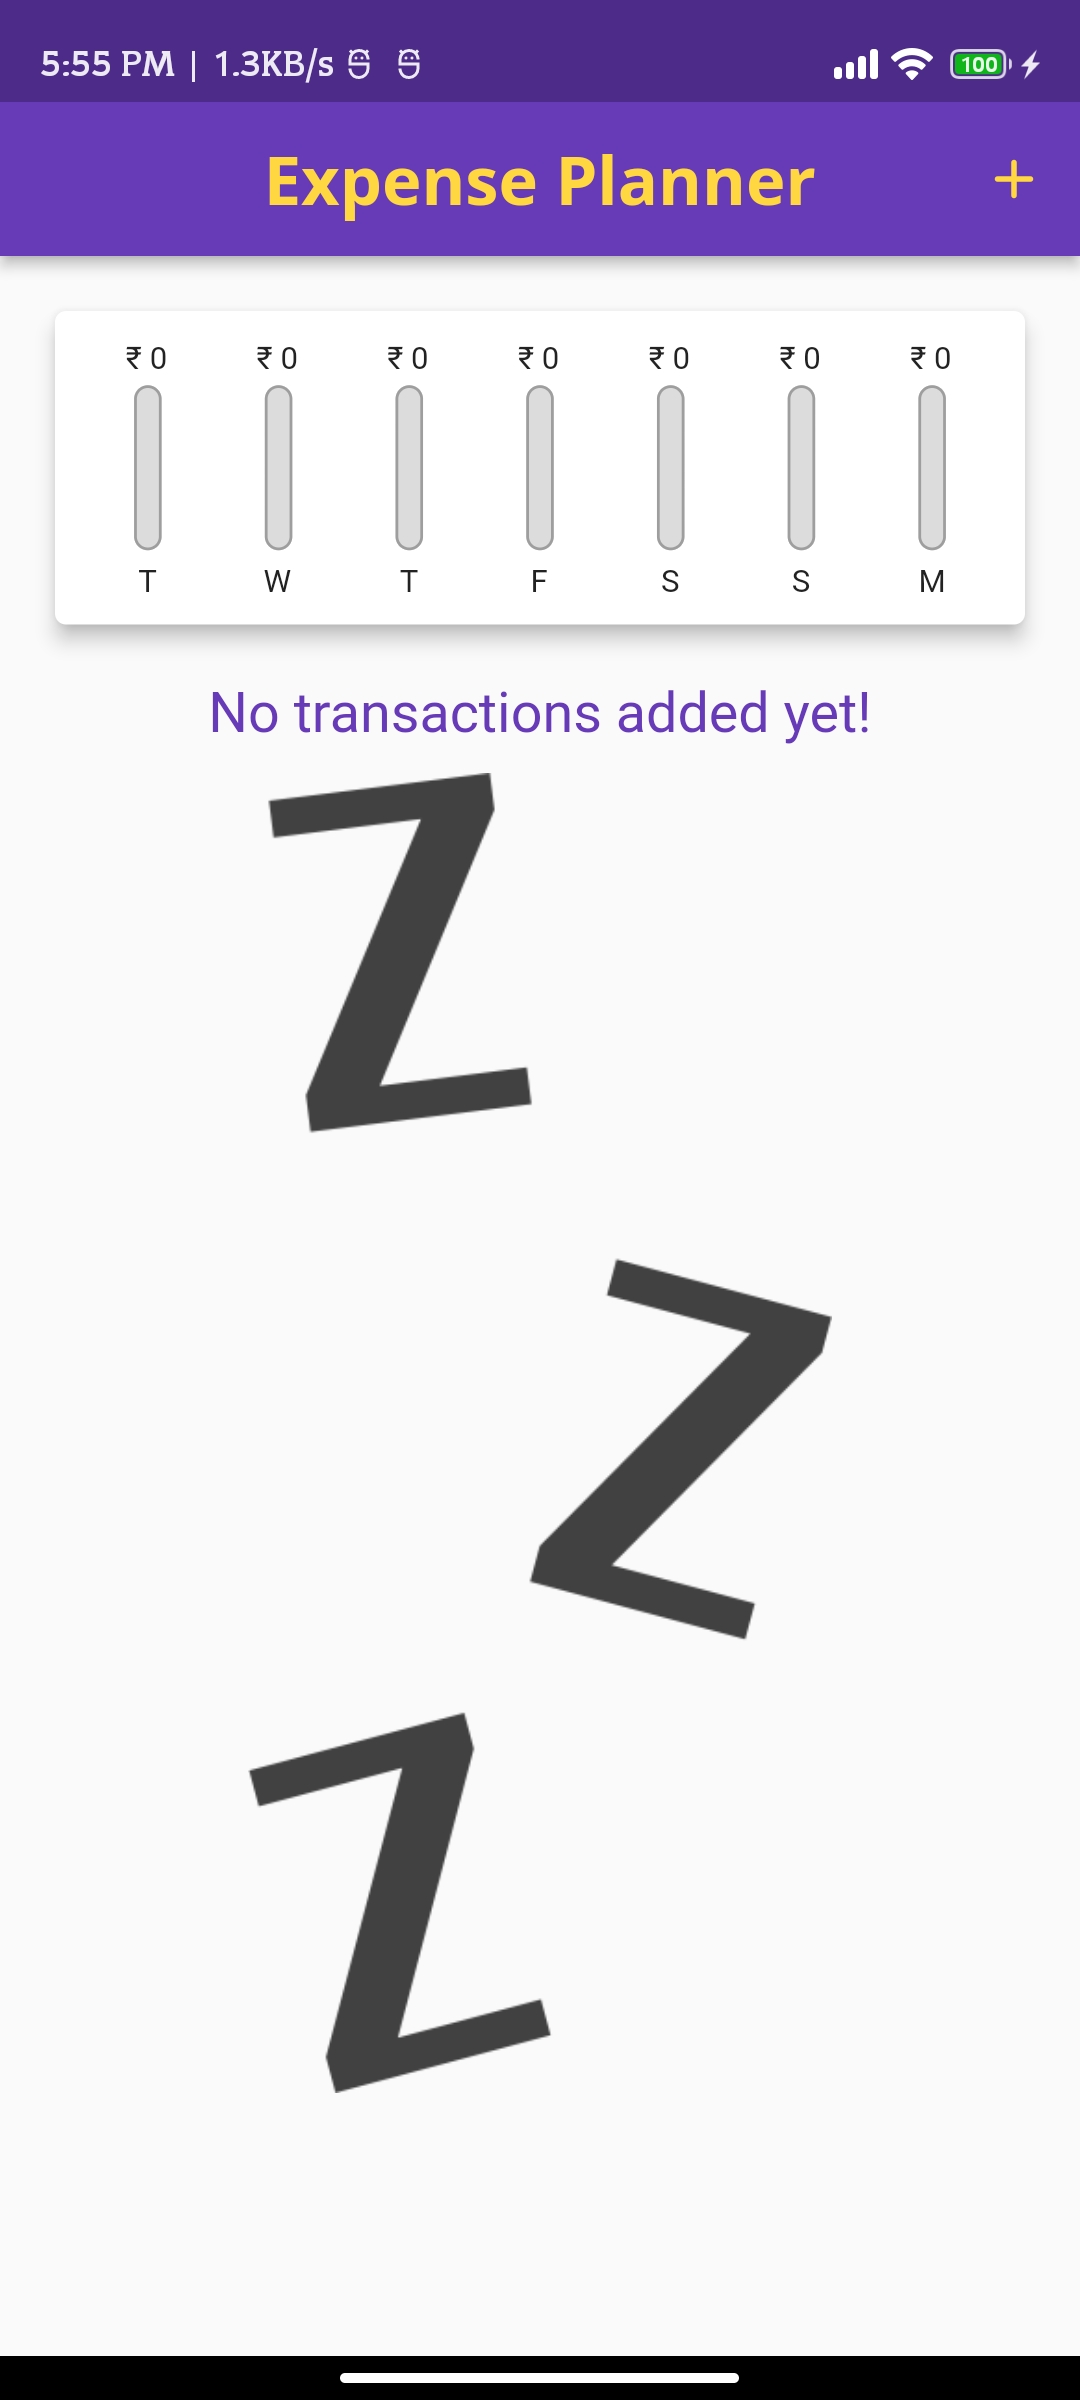 5:55 PM | 1.3KB/s 100
Expense Planner +
₹ 0 ₹ 0 ₹ 0 ₹ 0 ₹ 0 ₹ 0 ₹ 0
T W T F S S M
No transactions added yet!
Z
Z
Z